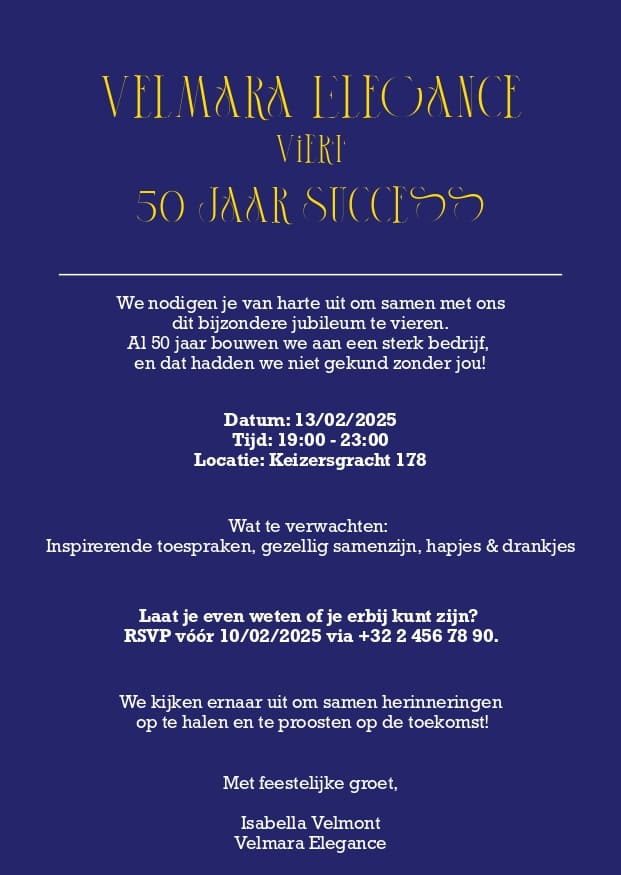 VELMARA ELEGANCE
ViERT
50 JAAR SUCCESS
We nodigen je van harte uit om samen met ons
dit bijzondere jubileum te vieren.
Al 50 jaar bouwen we aan een sterk bedrijf,
en dat hadden we niet gekund zonder jou!
Datum: 13/02/2025
Tijd: 19:00 - 23:00
Locatie: Keizersgracht 178
Wat te verwachten:
Inspirerende toespraken, gezellig samenzijn, hapjes & drankjes
Laat je even weten of je erbij kunt zijn?
RSVP vóór 10/02/2025 via +32 2 456 78 90.
We kijken ernaar uit om samen herinneringen
op te halen en te proosten op de toekomst!
Met feestelijke groet,
Isabella Velmont
Velmara Elegance